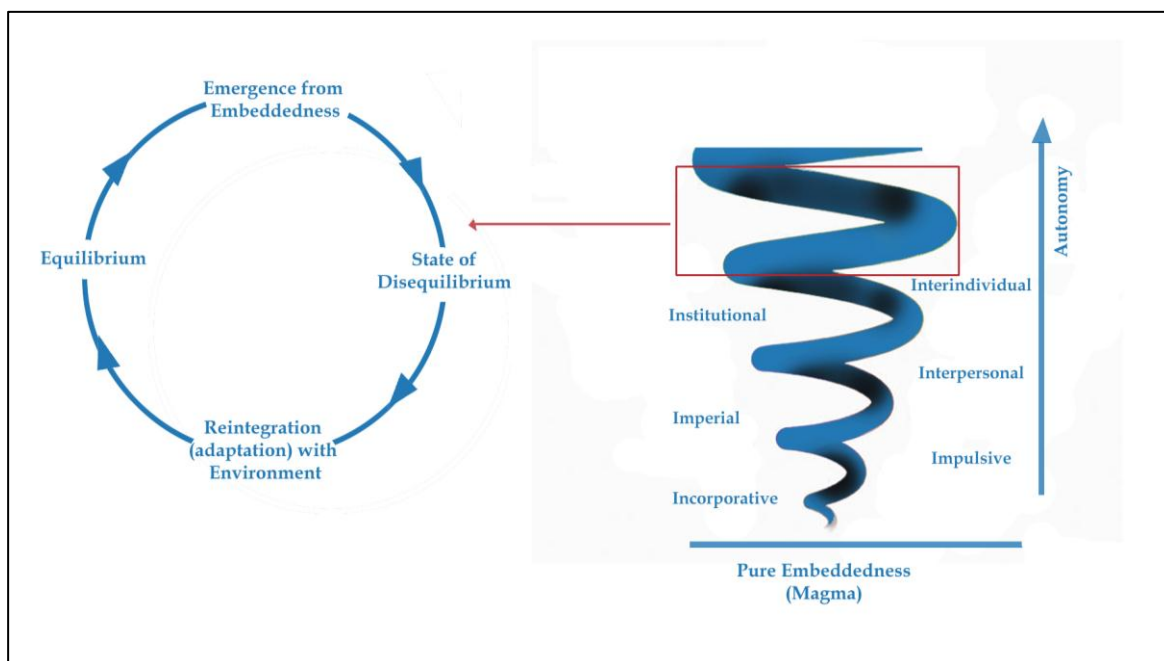 Emergence from
Embeddedness
Equilibrium
State of
Disequilibrium
Reintegration
(adaptation) with
Environment
Autonomy
Interindividual
Institutional
Interpersonal
Imperial
Impulsive
Incorporative
Pure Embeddedness
(Magma)